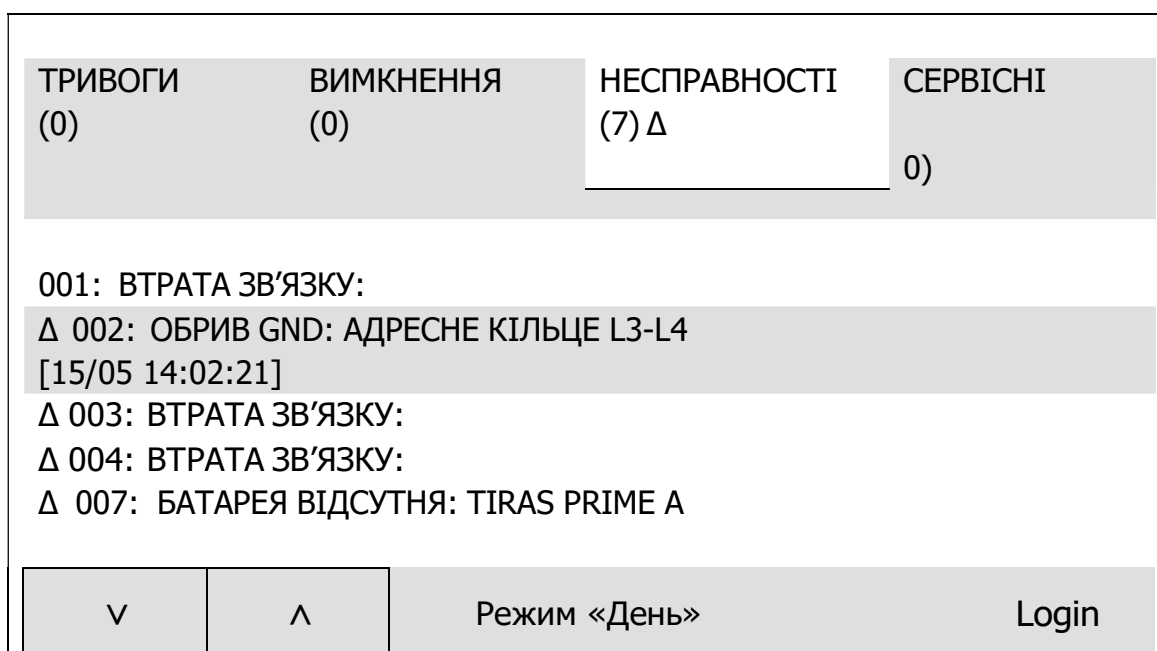 ТРИВОГИ ВИМКНЕННЯ НЕСПРАВНОСТІ СЕРВІСНІ
(0) (0) (7) Δ
0)
001: ВТРАТА ЗВ’ЯЗКУ:
Δ 002: ОБРИВ GND: АДРЕСНЕ КІЛЬЦЕ L3-L4
[15/05 14:02:21]
Δ 003: ВТРАТА ЗВ’ЯЗКУ:
Δ 004: ВТРАТА ЗВ’ЯЗКУ:
Δ 007: БАТАРЕЯ ВІДСУТНЯ: TIRAS PRIME A
˅ ˄ Режим «День» Login